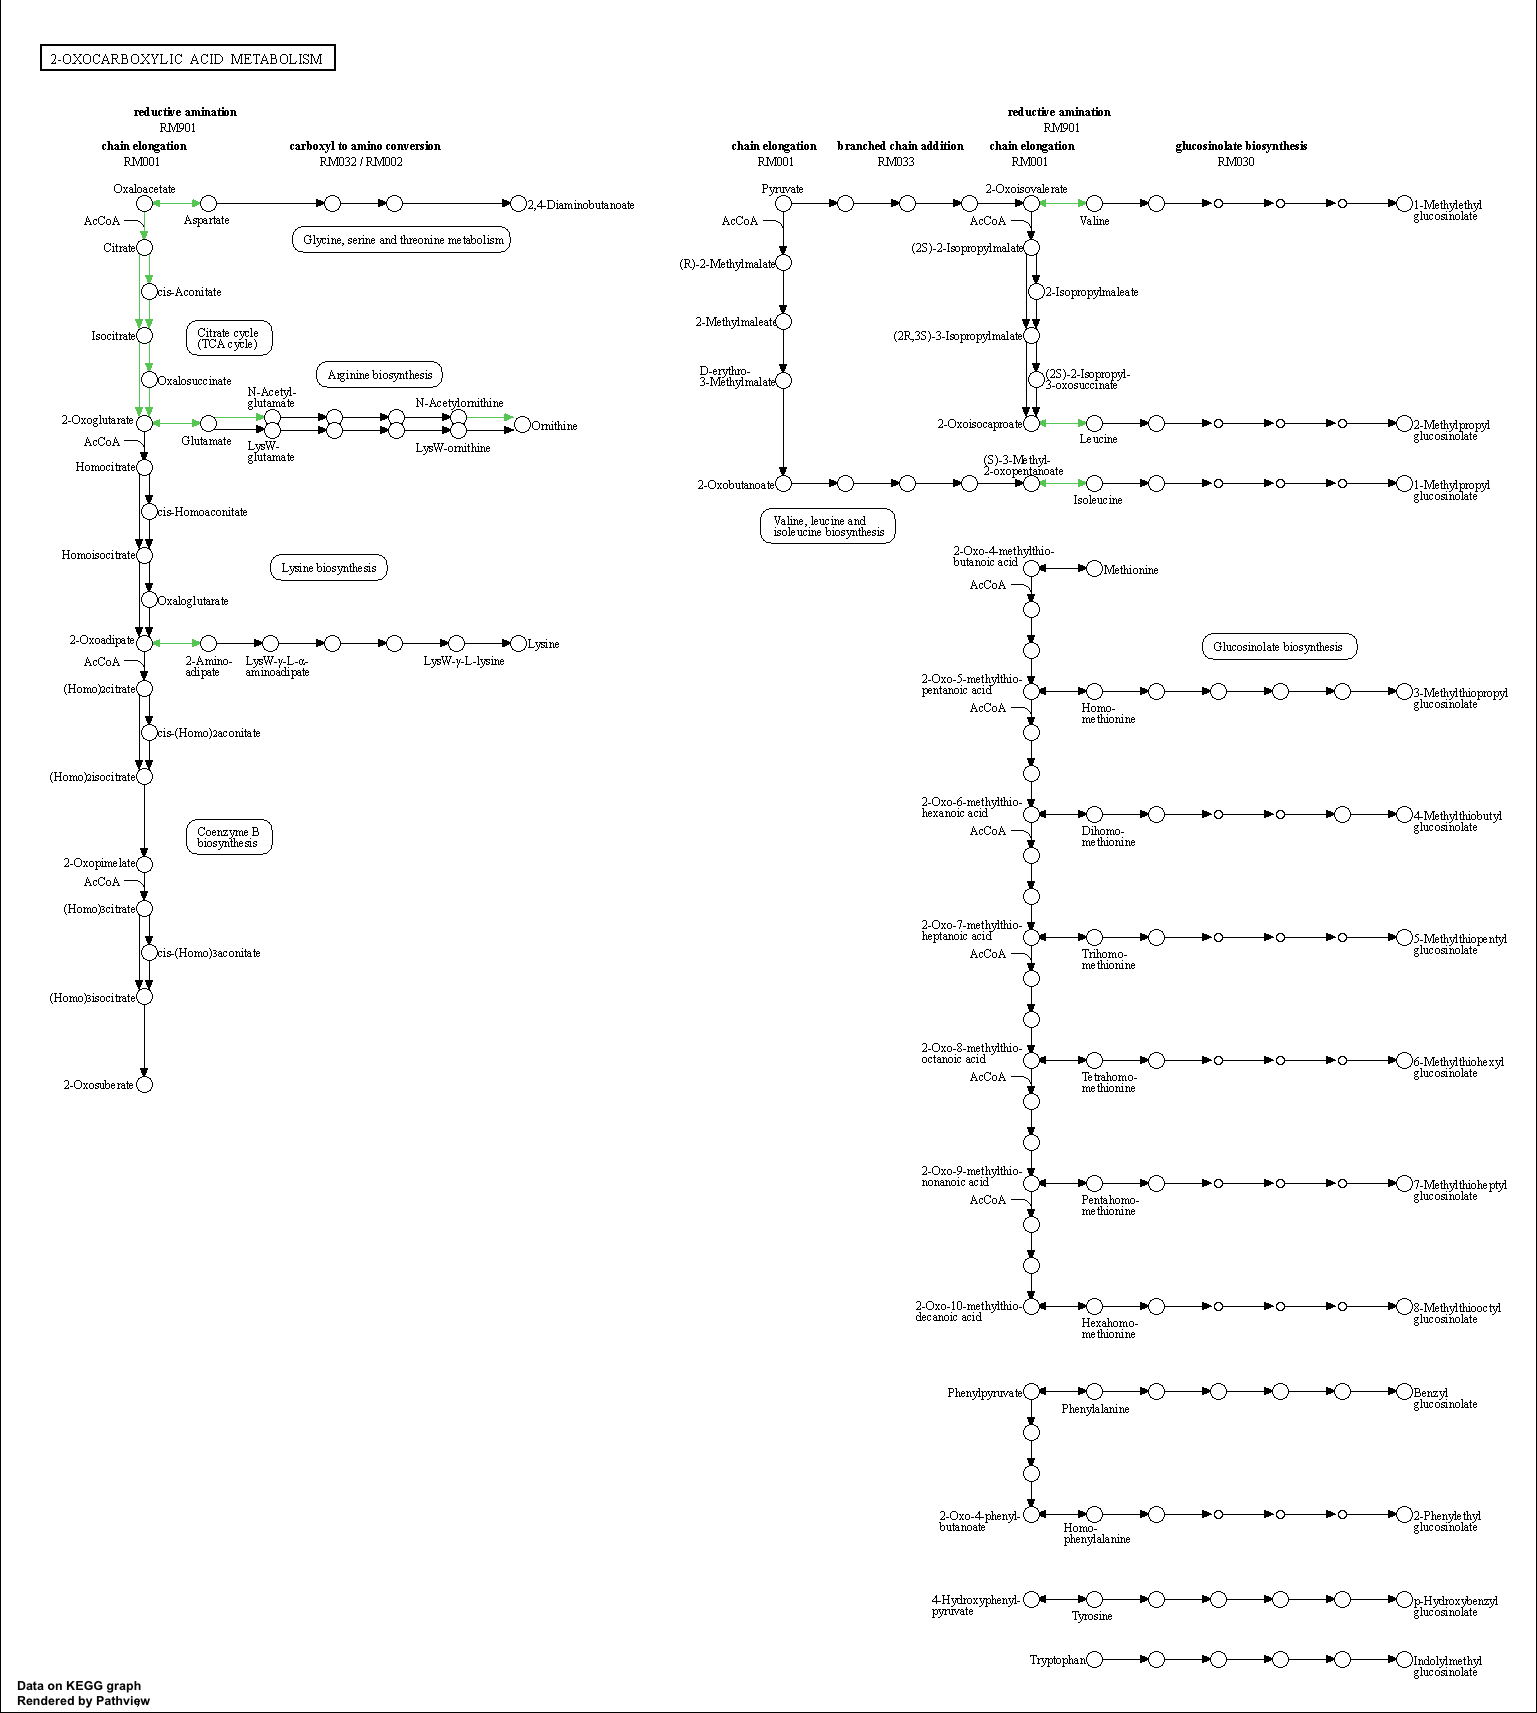 2-OXOCARBOXYLIC ACID METABOLISM
reductive amination
RM901
chain elongation
RM001
carboxyl to amino conversion
RM032 / RM002
Oxaloacetate
AcCoA
Aspartate
2,4-Diaminobutanoate
Glycine, serine and threonine metabolism
Citrate
cis-Aconitate
Isocitrate
Citrate cycle
(TCA cycle)
Oxalosuccinate
Arginine biosynthesis
N-Acetyl-
glutamate
N-Acetylornithine
2-Oxoglutarate
Glutamate
Ornithine
AcCoA
LysW-
glutamate
LysW-ornithine
Homocitrate
cis-Homoaconitate
Homoisocitrate
Lysine biosynthesis
Oxaloglutarate
2-Oxoadipate
Lysine
AcCoA
2-Amino-
adipate
LysW-γ-L-α-
aminoadipate
LysW-γ-L-lysine
(Homo)2citrate
cis-(Homo)2aconitate
(Homo)2isocitrate
Coenzyme B
biosynthesis
2-Oxopimelate
AcCoA
(Homo)3citrate
cis-(Homo)3aconitate
(Homo)3isocitrate
2-Oxosuberate
reductive amination
RM901
chain elongation
RM001
branched chain addition
RM033
chain elongation
RM001
glucosinolate biosynthesis
RM030
Pyruvate
2-Oxoisovalerate
AcCoA
AcCoA
Valine
1-Methylethyl
glucosinolate
(R)-2-Methylmalate
(2S)-2-Isopropylmalate
2-Isopropylmaleate
2-Methylmaleate
(2R,3S)-3-Isopropylmalate
D-erythro-
3-Methylmalate
(2S)-2-Isopropyl-
3-oxosuccinate
2-Oxoisocaproate
Leucine
2-Methylpropyl
glucosinolate
(S)-3-Methyl-
2-oxopentanoate
2-Oxobutanoate
Isoleucine
1-Methylpropyl
glucosinolate
Valine, leucine and
isoleucine biosynthesis
2-Oxo-4-methylthio-
butanoic acid
Methionine
AcCoA
Glucosinolate biosynthesis
2-Oxo-5-methylthio-
pentanoic acid
AcCoA
Homo-
methionine
3-Methylthiopropyl
glucosinolate
2-Oxo-6-methylthio-
hexanoic acid
AcCoA
Dihomo-
methionine
4-Methylthiobutyl
glucosinolate
2-Oxo-7-methylthio-
heptanoic acid
AcCoA
Trihomo-
methionine
5-Methylthiopentyl
glucosinolate
2-Oxo-8-methylthio-
octanoic acid
AcCoA
Tetrahomo-
methionine
6-Methylthiohexyl
glucosinolate
2-Oxo-9-methylthio-
nonanoic acid
AcCoA
Pentahomo-
methionine
7-Methylthioheptyl
glucosinolate
2-Oxo-10-methylthio-
decanoic acid
Hexahomo-
methionine
8-Methylthiooctyl
glucosinolate
Phenylpyruvate
Phenylalanine
Benzyl
glucosinolate
2-Oxo-4-phenyl-
butanoate
Homo-
phenylalanine
2-Phenylethyl
glucosinolate
4-Hydroxyphenyl-
pyruvate
Tyrosine
p-Hydroxybenzyl
glucosinolate
Tryptophan
Indolylmethyl
glucosinolate
Data on KEGG graph
Rendered by Pathview